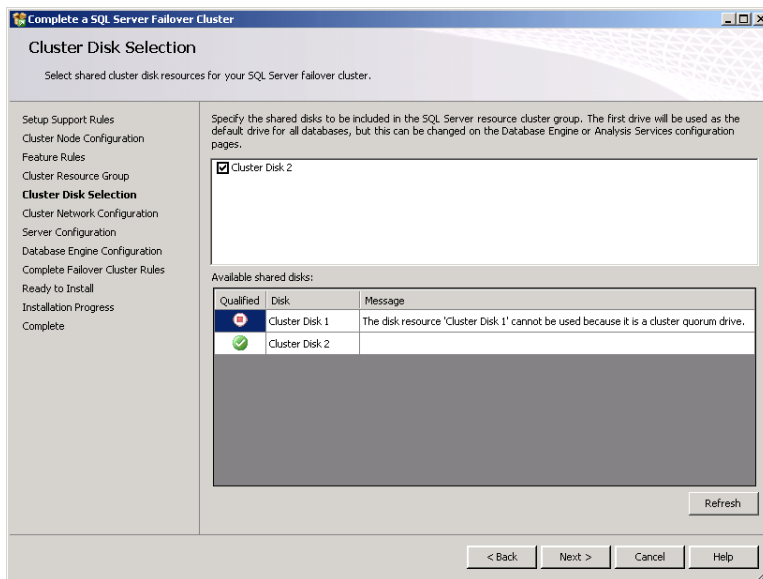 Complete a SQL Server Failover Cluster
Cluster Disk Selection
Select shared cluster disk resources for your SQL Server failover cluster.
Setup Support Rules
Cluster Node Configuration
Feature Rules
Cluster Resource Group
Cluster Disk Selection
Cluster Network Configuration
Server Configuration
Database Engine Configuration
Complete Failover Cluster Rules
Ready to Install
Installation Progress
Complete
Specify the shared disks to be included in the SQL Server resource cluster group. The first drive will be used as the
default drive for all databases, but this can be changed on the Database Engine or Analysis Services configuration
pages.
Cluster Disk 2
Available shared disks:
Qualified Disk Message
Cluster Disk 1 The disk resource 'Cluster Disk 1' cannot be used because it is a cluster quorum drive.
Cluster Disk 2
Refresh
< Back Next > Cancel Help